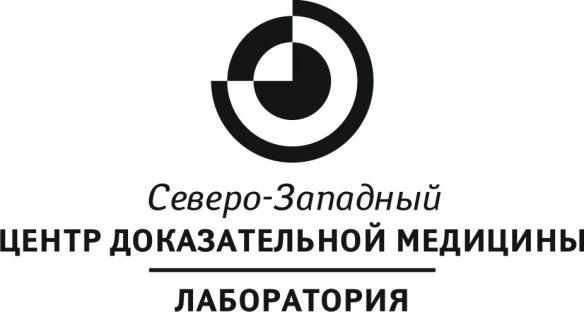 Северо-Западный
ЦЕНТР ДОКАЗАТЕЛЬНОЙ МЕДИЦИНЫ
ЛАБОРАТОРИЯ